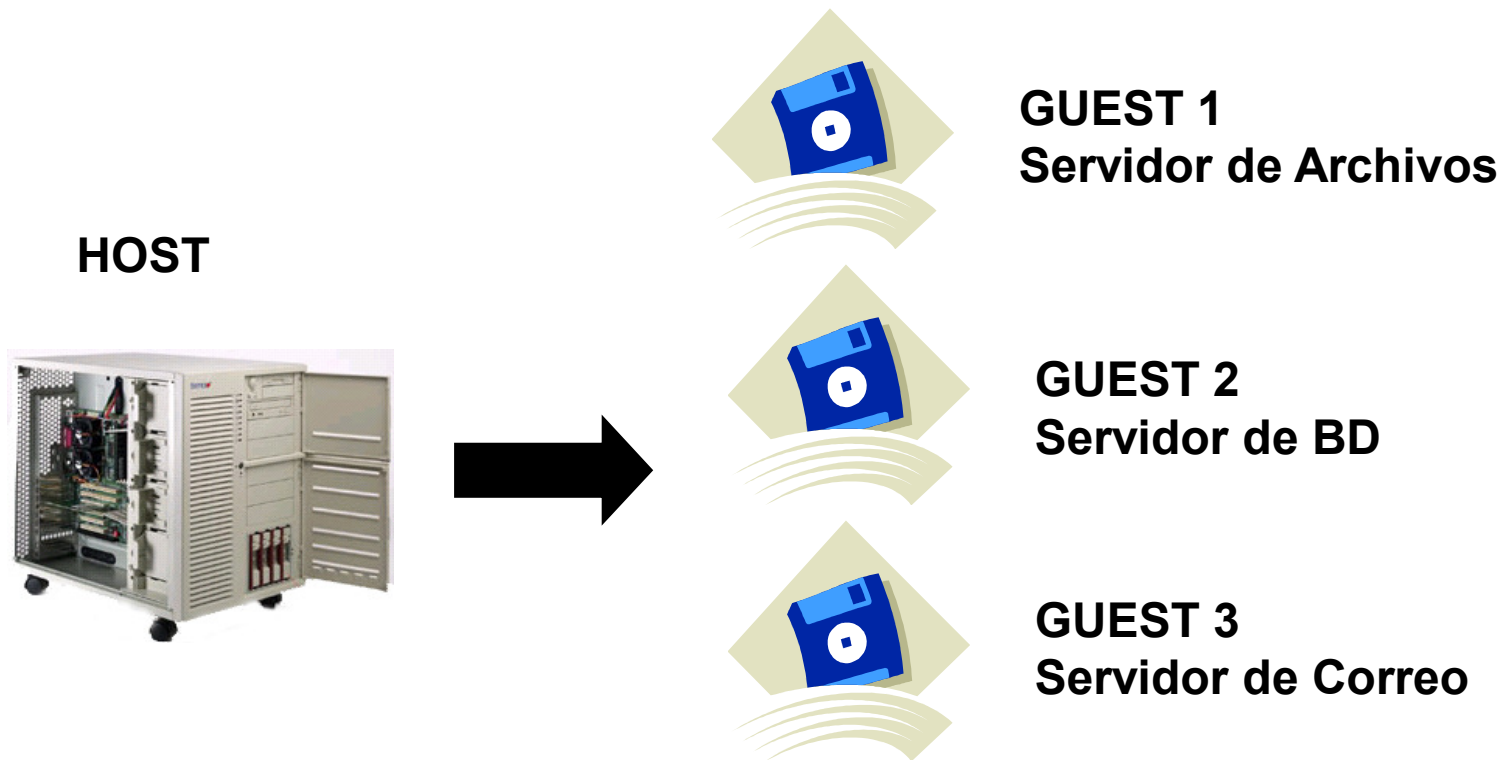 GUEST 1
Servidor de Archivos
HOST
GUEST 2
Servidor de BD
GUEST 3
Servidor de Correo